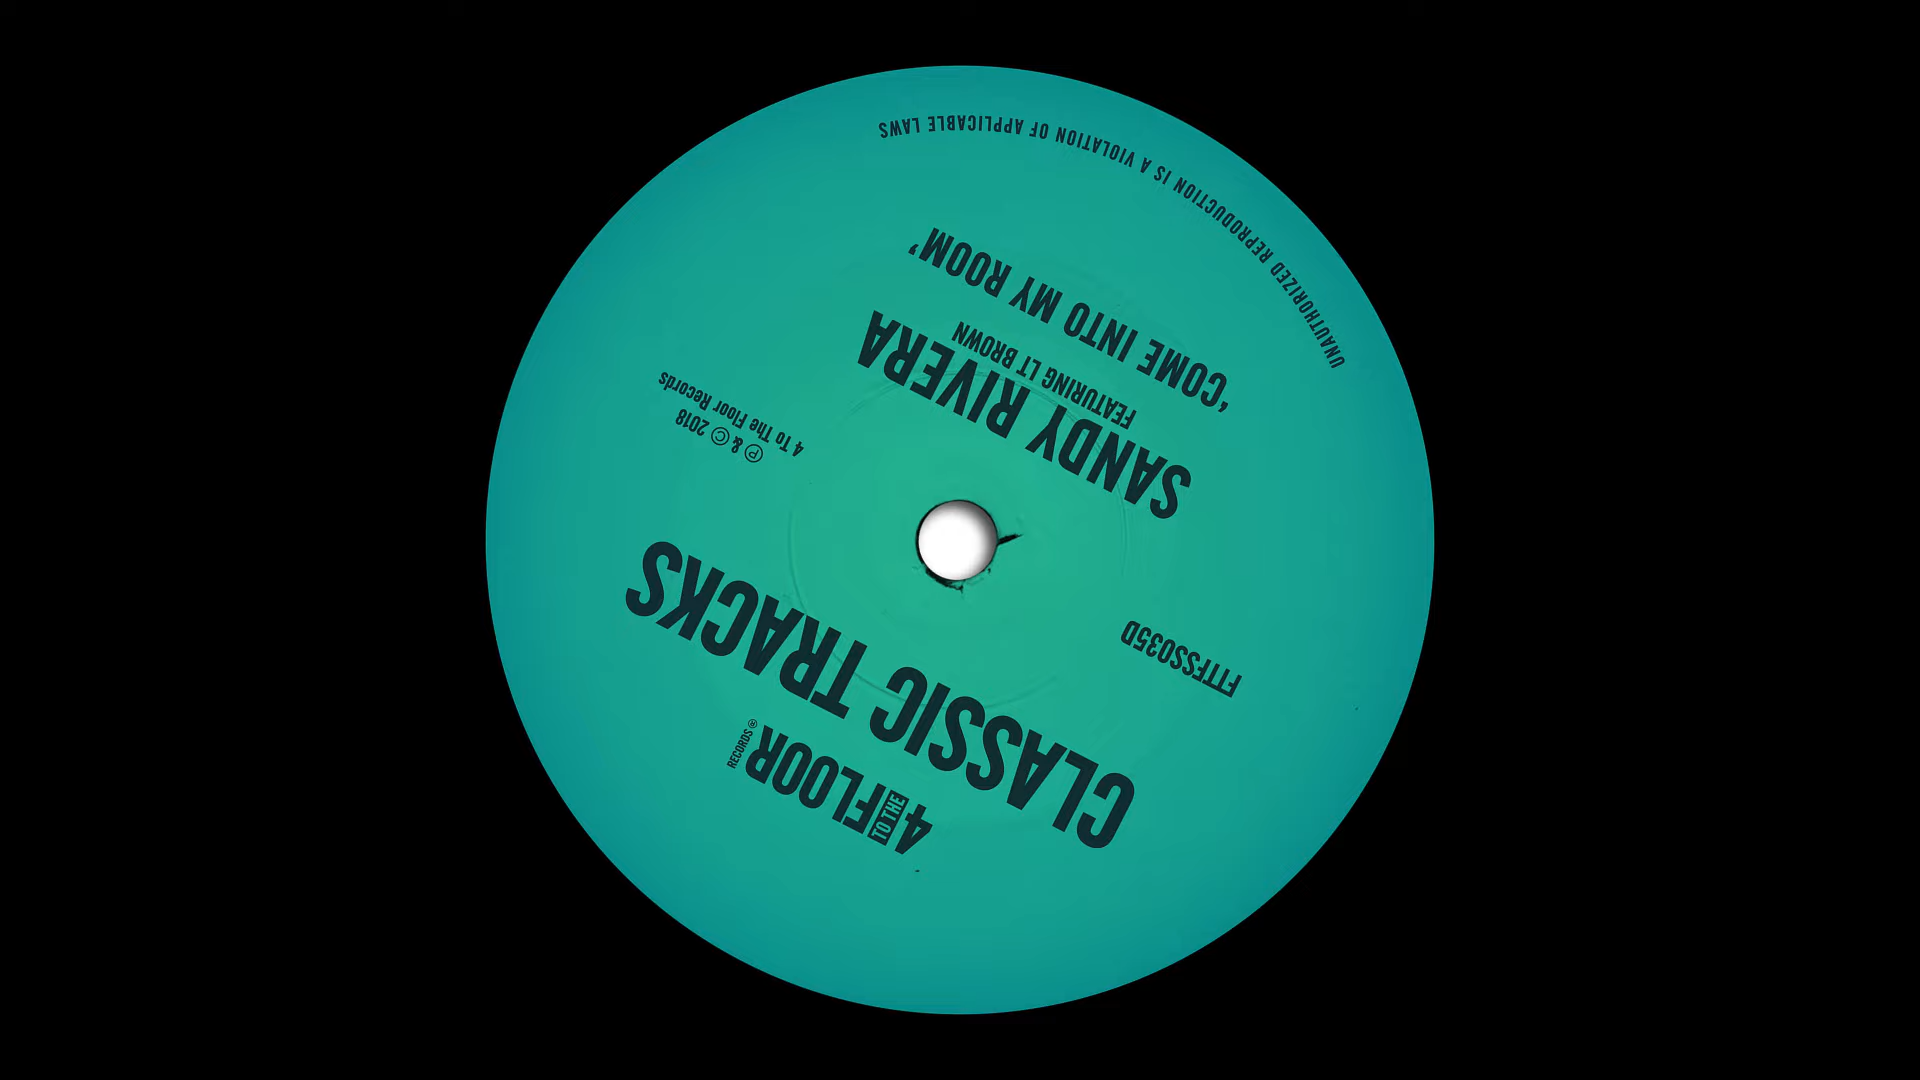 4 TO THE FLOOR
RECORDS®
CLASSIC TRACKS
FTFSS035D
℗ & © 2018
4 To The Floor Records
SANDY RIVERA
FEATURING LT BROWN
‘COME INTO MY ROOM’
UNAUTHORIZED REPRODUCTION IS A VIOLATION OF APPLICABLE LAWS